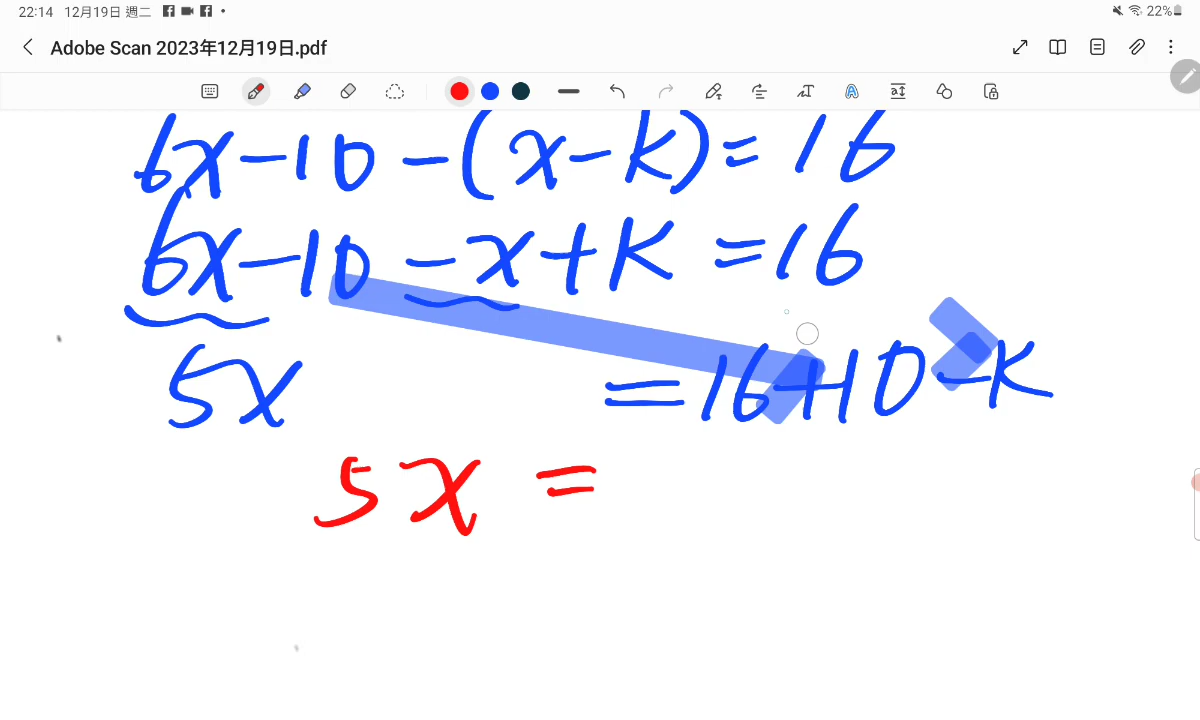 22:14 12月19日 週二 22%
Adobe Scan 2023年12月19日.pdf
6x-10-(x-k)=16
6x-10-x+k=16
5x =16+10-k
5x =